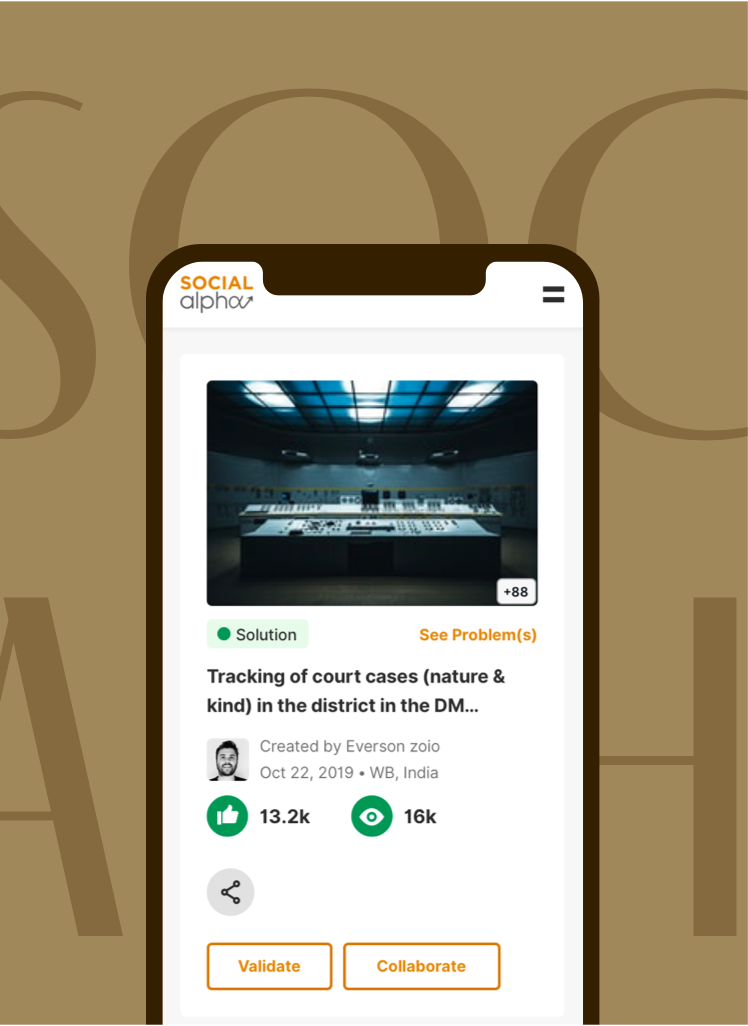 SOC
A H
SOCIAL
alpha
+88
Solution
See Problem(s)
Tracking of court cases (nature &
kind) in the district in the DM...
Created by Everson zoio
Oct 22, 2019 • WB, India
13.2k
16k
Validate
Collaborate